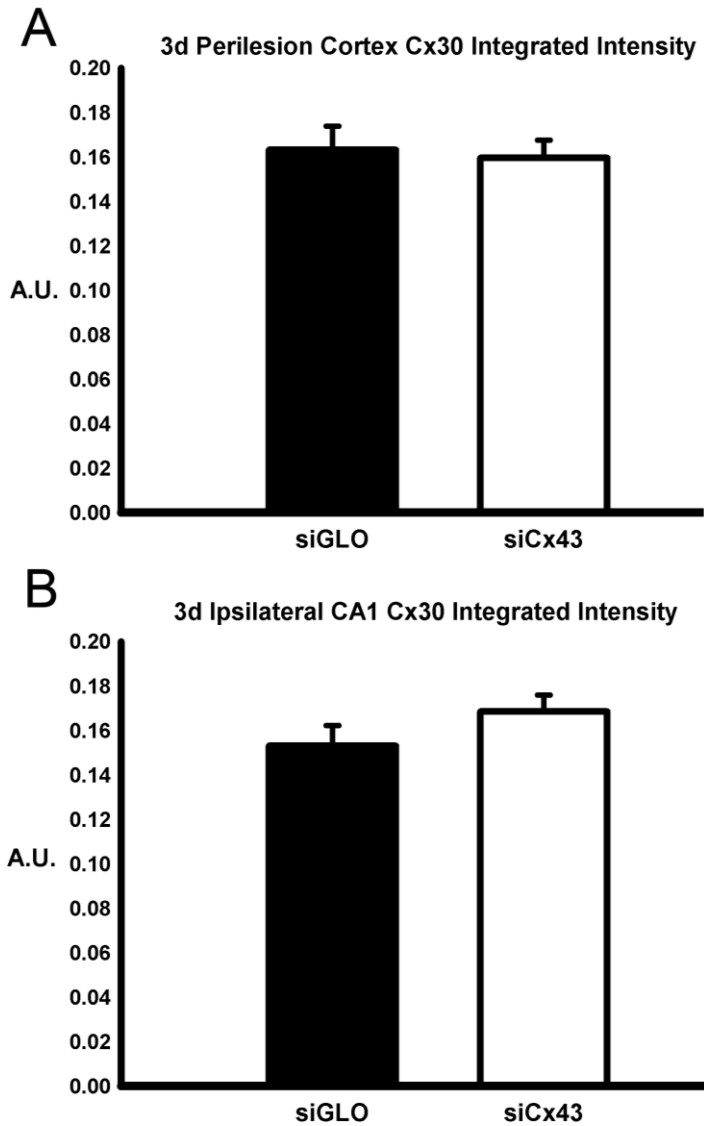 A
3d Perilesion Cortex Cx30 Integrated Intensity
0.20
0.18
0.16
0.14
0.12
A.U. 0.10
0.08
0.06
0.04
0.02
0.00
siGLO siCx43
B
3d Ipsilateral CA1 Cx30 Integrated Intensity
0.20
0.18
0.16
0.14
0.12
A.U. 0.10
0.08
0.06
0.04
0.02
0.00
siGLO siCx43